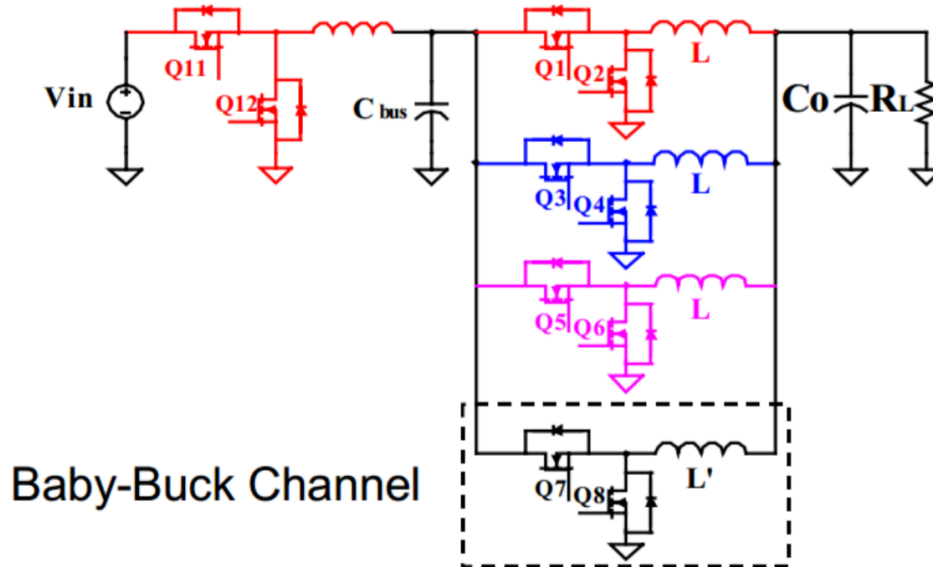 Vin
Q11
Q12
C bus
Q1
Q2
L
Co
RL
Q3
Q4
L
Q5
Q6
L
Baby-Buck Channel
Q7
Q8
L'